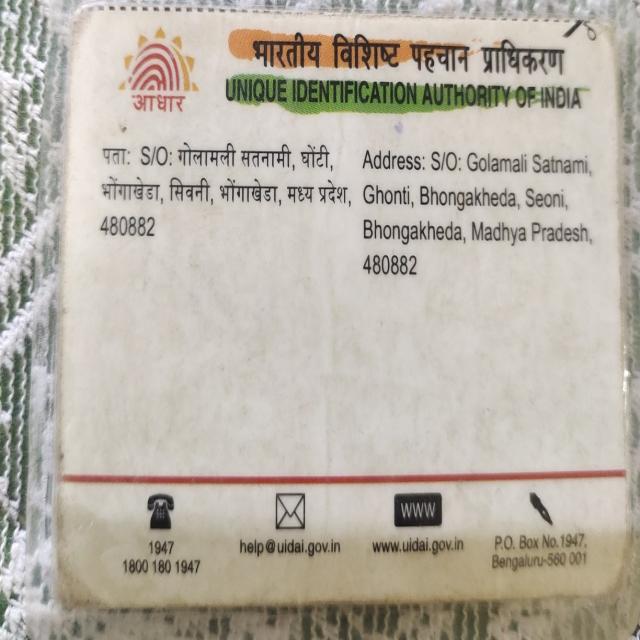 भारतीय विशिष्ट पहचान प्राधिकरण
UNIQUE IDENTIFICATION AUTHORITY OF INDIA
आधार
पता: S/O: गोलामली सतनामी, घोंटी,
भोंगाखेडा, सिवनी, भोंगाखेडा, मध्य प्रदेश,
480882
Address: S/O: Golamali Satnami,
Ghonti, Bhongakheda, Seoni,
Bhongakheda, Madhya Pradesh,
480882
1947
1800 180 1947
help@uidai.gov.in
WWW
www.uidai.gov.in
P.O. Box No.1947,
Bengaluru-560 001